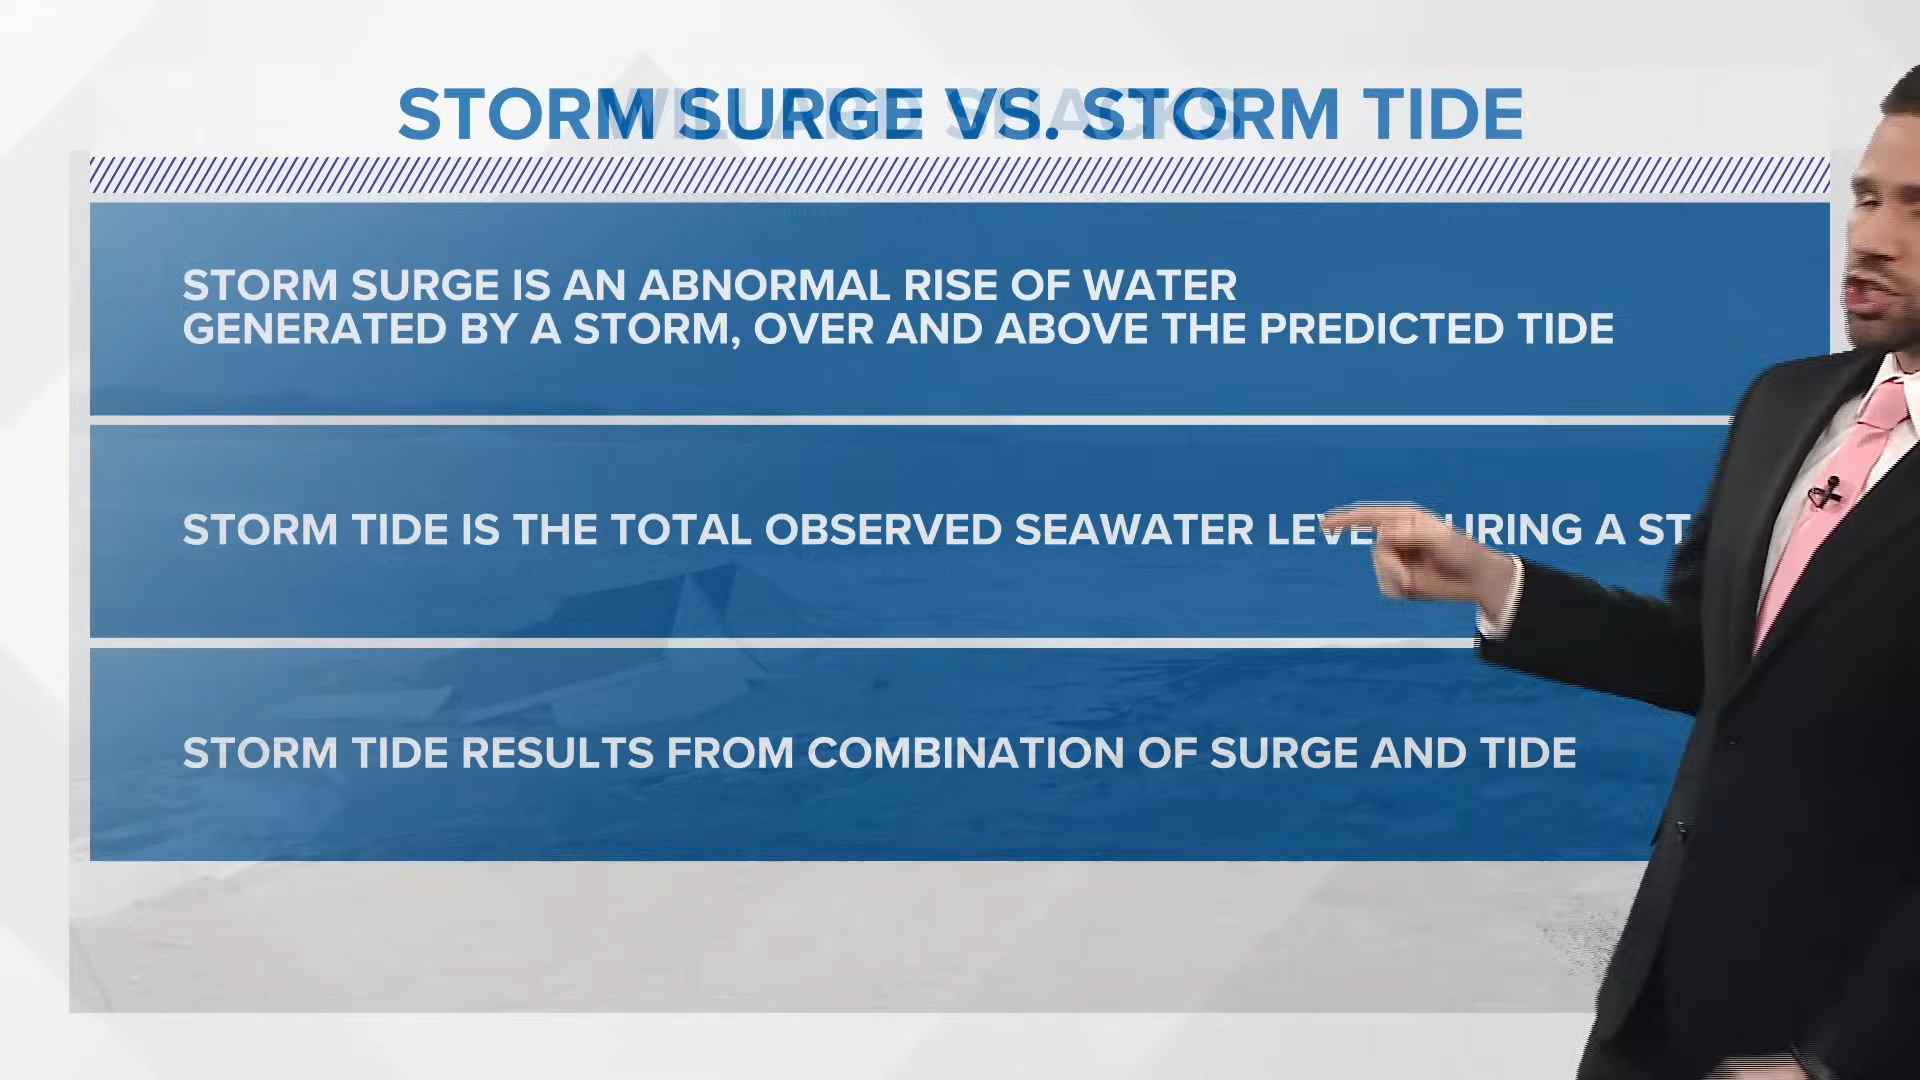 STORM SURGE VS. STORM TIDE
STORM SURGE IS AN ABNORMAL RISE OF WATER
GENERATED BY A STORM, OVER AND ABOVE THE PREDICTED TIDE
STORM TIDE IS THE TOTAL OBSERVED SEAWATER A
STORM TIDE RESULTS FROM COMBINATION OF SURGE AND TIDE